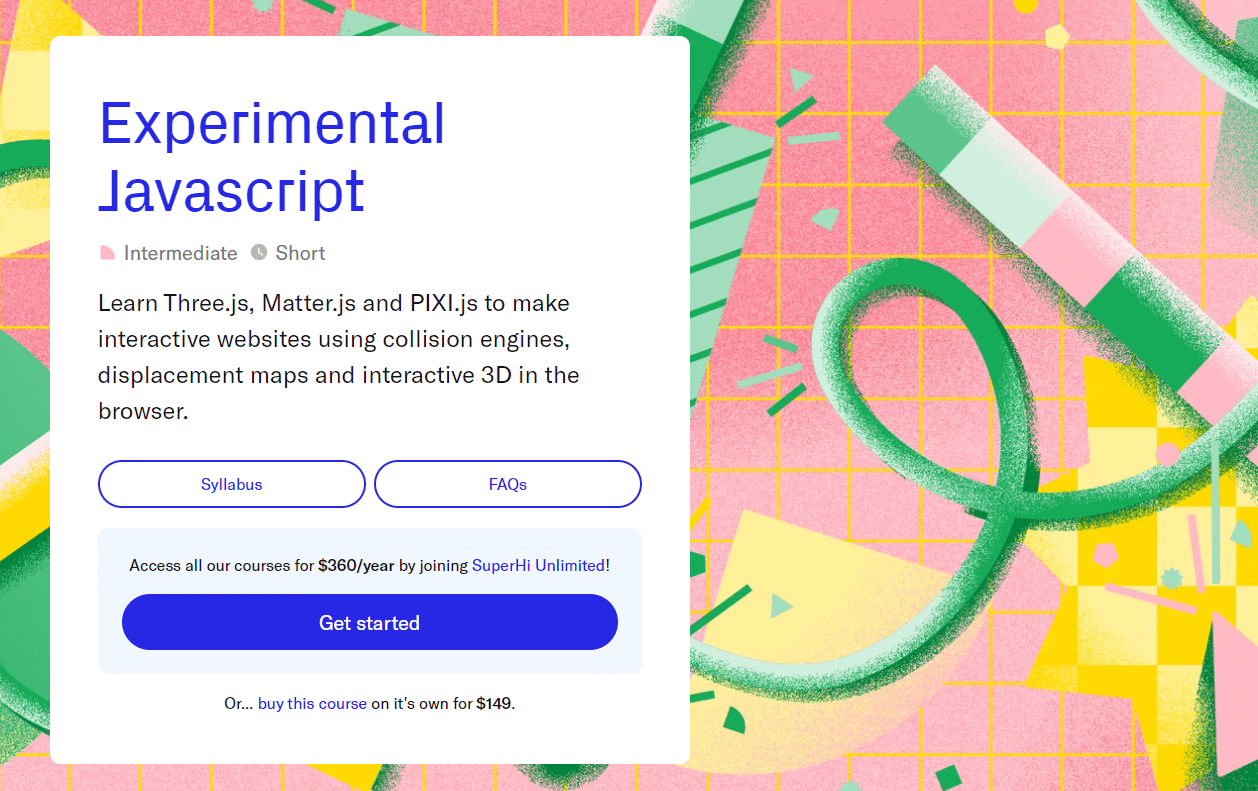 Experimental
Javascript
Intermediate Short
Learn Three.js, Matter.js and PIXI.js to make
interactive websites using collision engines,
displacement maps and interactive 3D in the
browser.
Syllabus FAQs
Access all our courses for $360/year by joining SuperHi Unlimited!
Get started
Or... buy this course on it's own for $149.